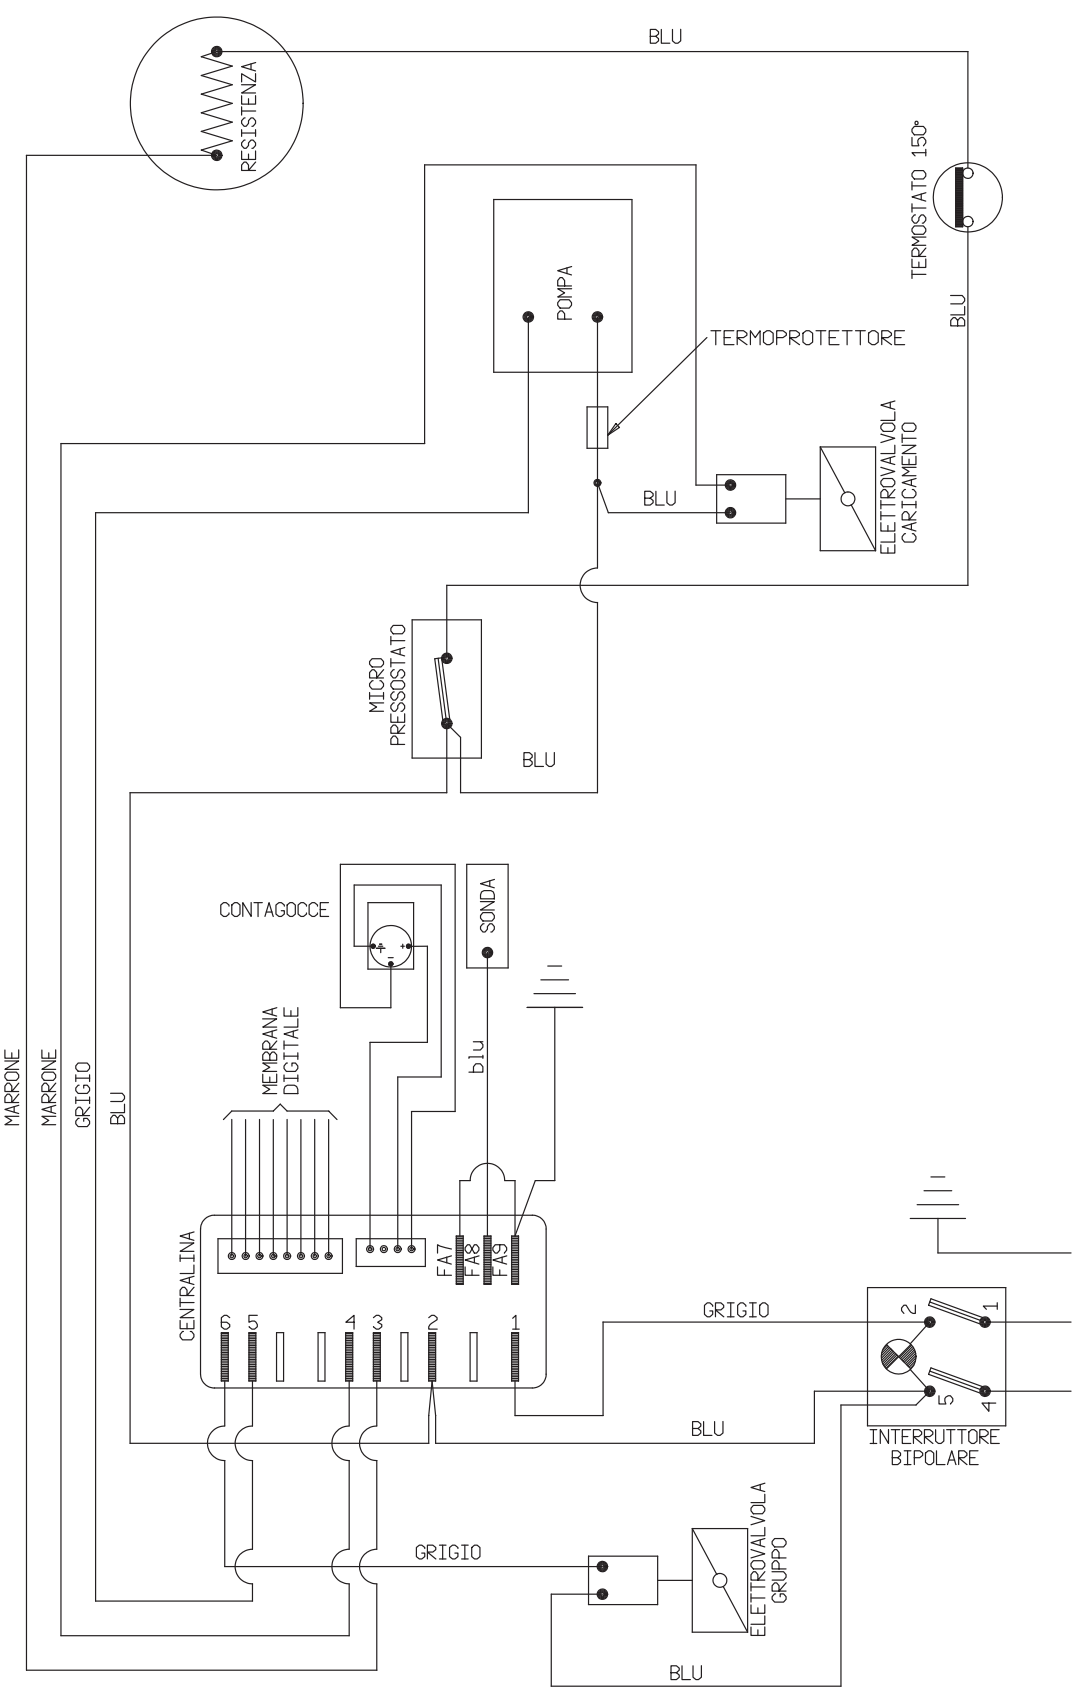 BLU
RESISTENZA
TERMOSTATO 150°
BLU
POMPA
TERMOPROTETTORE
BLU
ELETTROVALVOLA
CARICAMENTO
MICRO
PRESSOSTATO
BLU
CONTAGOCCE
+
-
SONDA
MEMBRANA
DIGITALE
blu
MARRONE
MARRONE
GRIGIO
BLU
CENTRALINA
FA7
FA8
FA9
6 5 4 3 2 1
GRIGIO
2 1
5 4
INTERRUTTORE
BIPOLARE
BLU
GRIGIO
ELETTROVALVOLA
GRUPPO
BLU